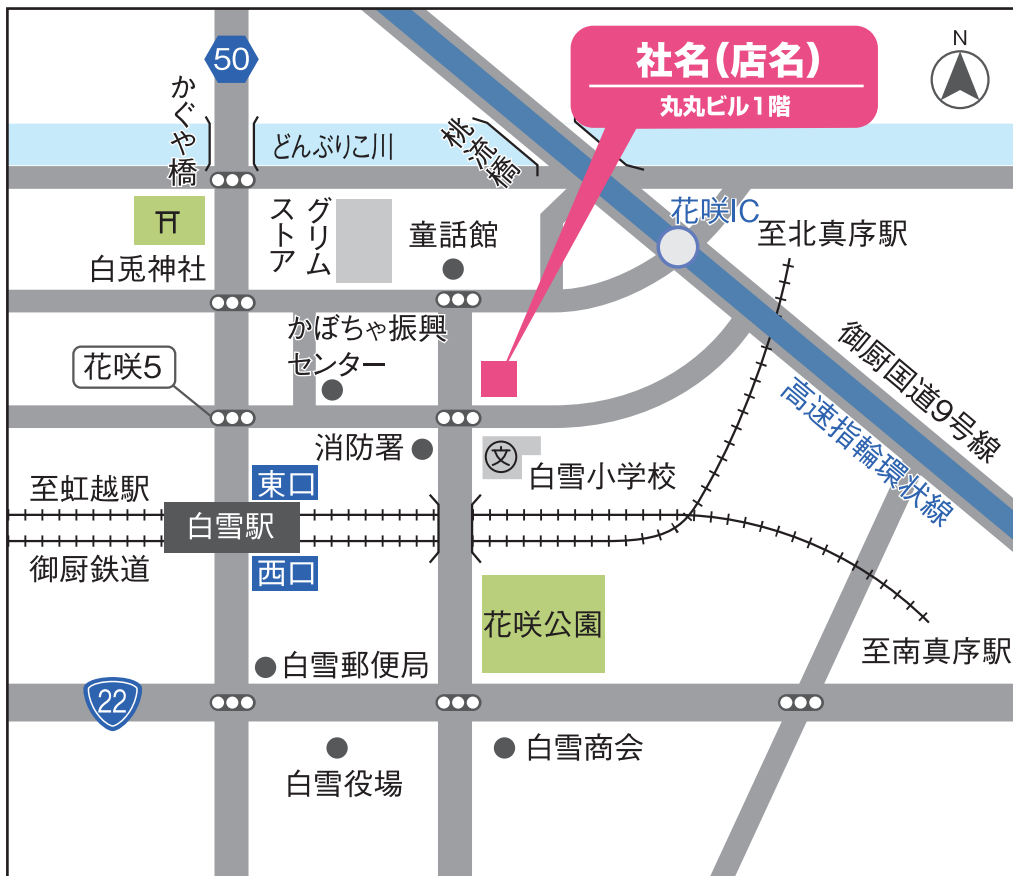 50
社名(店名)
丸丸ビル1階
N
かぐや橋
どんぶりこ川
桃流橋
花咲IC
グリム
ストア
童話館
至北真序駅
白兎神社
かぼちゃ振興
センター
花咲5
御厨国道9号線
高速指輪環状線
消防署
文
白雪小学校
至虹越駅
東口
白雪駅
御厨鉄道
西口
花咲公園
至南真序駅
白雪郵便局
22
白雪商会
白雪役場